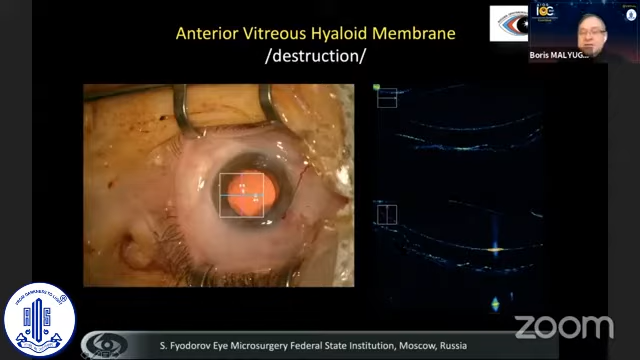 Anterior Vitreous Hyaloid Membrane
/destruction/
Boris MALYUG...
S. Fyodorov Eye Microsurgery Federal State Institution, Moscow, Russia
zoom